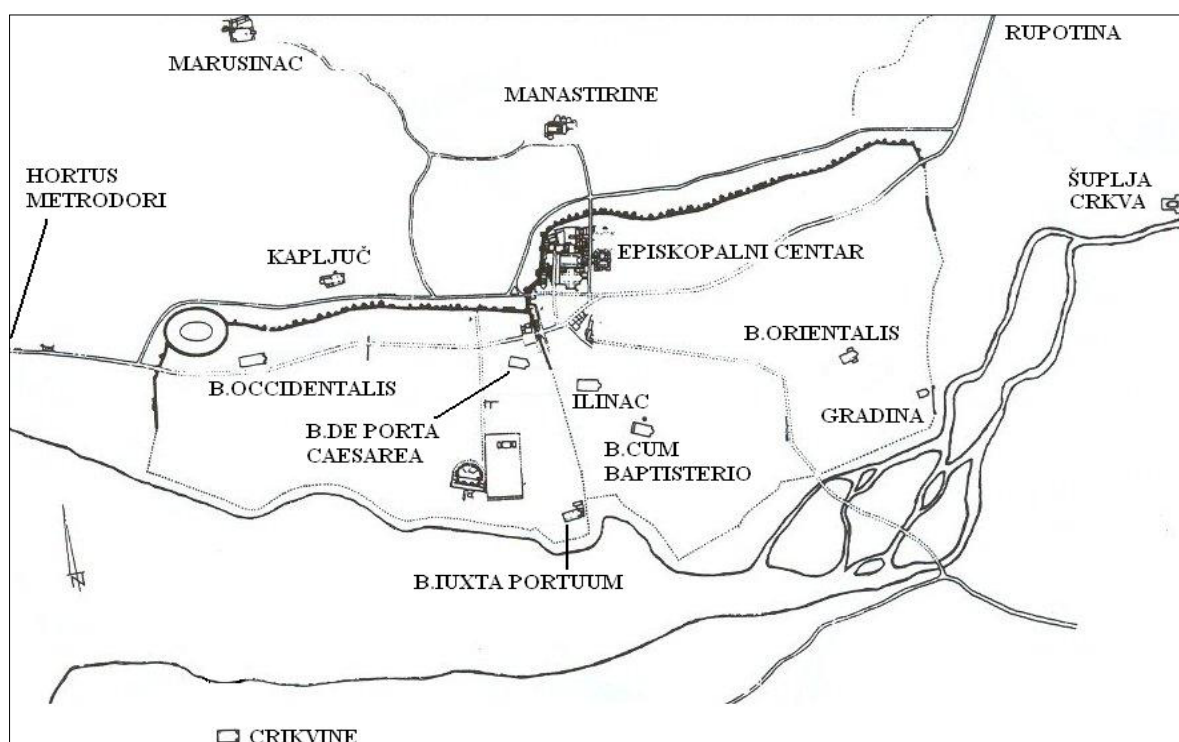 RUPOTINA
MARUSINAC
MANASTIRINE
HORTUS
METRODORI
ŠUPLJA
CRKVA
KAPLJUČ
EPISKOPALNI CENTAR
B.ORIENTALIS
B.OCCIDENTALIS
ILINAC
GRADINA
B.DE PORTA
CAESAREA
B.CUM
BAPTISTERIO
N
B.IUXTA PORTUUM
CRIKVINE